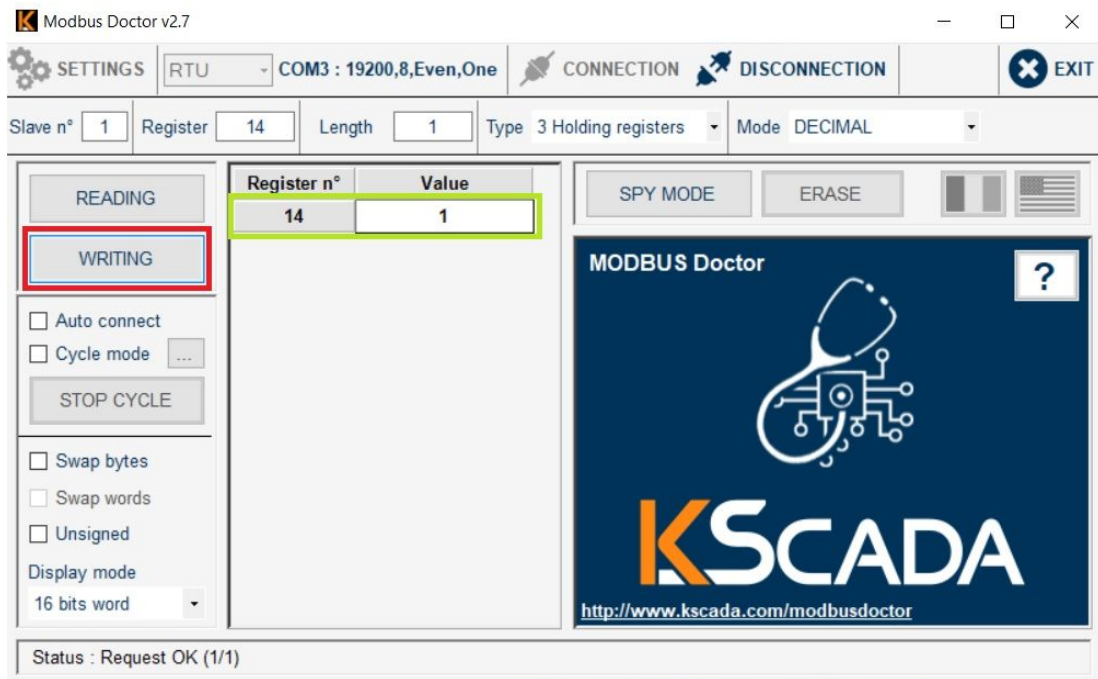 Modbus Doctor v2.7
SETTINGS RTU COM3 : 19200,8,Even,One CONNECTION DISCONNECTION EXIT
Slave n° 1 Register 14 Length 1 Type 3 Holding registers Mode DECIMAL
READING
WRITING
Auto connect
Cycle mode ...
STOP CYCLE
Swap bytes
Swap words
Unsigned
Display mode
16 bits word
Register n° Value
14 1
SPY MODE ERASE
MODBUS Doctor ?
KSCADA
http://www.kscada.com/modbusdoctor
Status : Request OK (1/1)